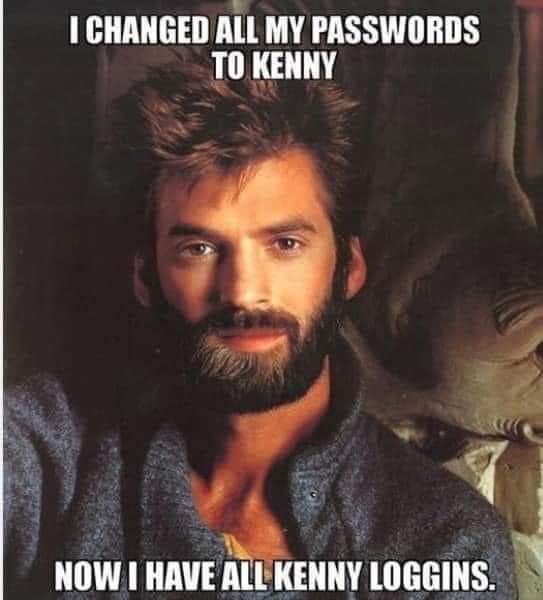 I CHANGED ALL MY PASSWORDS
TO KENNY
NOW I HAVE ALL KENNY LOGGINS.